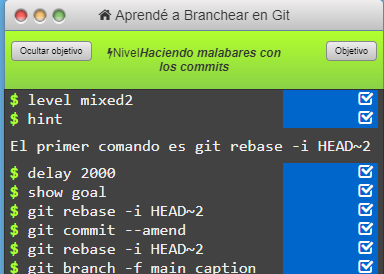 Aprendé a Branchear en Git
Ocultar objetivo
Nivel Haciendo malabares con
los commits
Objetivo
$ level mixed2
$ hint
El primer comando es git rebase -i HEAD~2
$ delay 2000
$ show goal
$ git rebase -i HEAD~2
$ git commit --amend
$ git rebase -i HEAD~2
$ git branch -f main caption